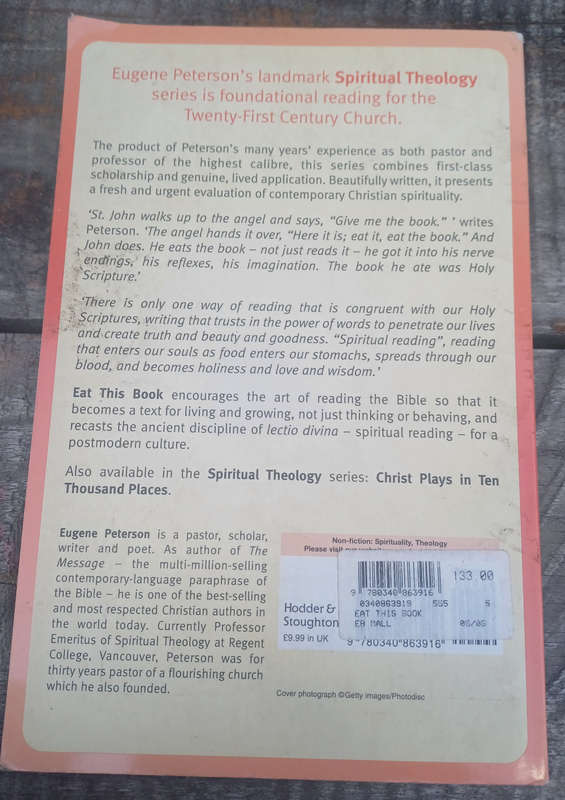 Eugene Peterson's landmark Spiritual Theology
series is foundational reading for the
Twenty-First Century Church.
The product of Peterson's many years' experience as both pastor and
professor of the highest calibre, this series combines first-class
scholarship and genuine, lived application. Beautifully written, it presents
a fresh and urgent evaluation of contemporary Christian spirituality.
'St. John walks up to the angel and says, "Give me the book." ' writes
Peterson. 'The angel hands it over, "Here it is; eat it, eat the book." And
John does. He eats the book – not just reads it – he got it into his nerve
endings, his reflexes, his imagination. The book he ate was Holy
Scripture.'
'There is only one way of reading that is congruent with our Holy
Scriptures, writing that trusts in the power of words to penetrate our lives
and create truth and beauty and goodness. "Spiritual reading", reading
that enters our souls as food enters our stomachs, spreads through our
blood, and becomes holiness and love and wisdom.'
Eat This Book encourages the art of reading the Bible so that it
becomes a text for living and growing, not just thinking or behaving, and
recasts the ancient discipline of lectio divina – spiritual reading – for a
postmodern culture.
Also available in the Spiritual Theology series: Christ Plays in Ten
Thousand Places.
Eugene Peterson is a pastor, scholar,
writer and poet. As author of The
Message – the multi-million-selling
contemporary-language paraphrase of
the Bible – he is one of the best-selling
and most respected Christian authors in
the world today. Currently Professor
Emeritus of Spiritual Theology at Regent
College, Vancouver, Peterson was for
thirty years pastor of a flourishing church
which he also founded.
Non-fiction: Spirituality, Theology
Please visit our website
9 780340 863916
133.00
0340863919 595 5
EAT THIS BOOK
EB MALL 06/06
Hodder &
Stoughton
£9.99 in UK
9 780340 863916
Cover photograph ©Getty Images/Photodisc